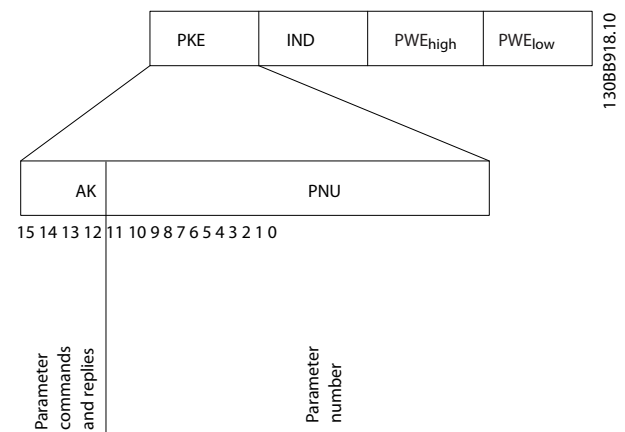 PKE IND PWEhigh PWElow
130BB918.10
AK PNU
15 14 13 12 11 10 9 8 7 6 5 4 3 2 1 0
Parameter
commands
and replies
Parameter
number